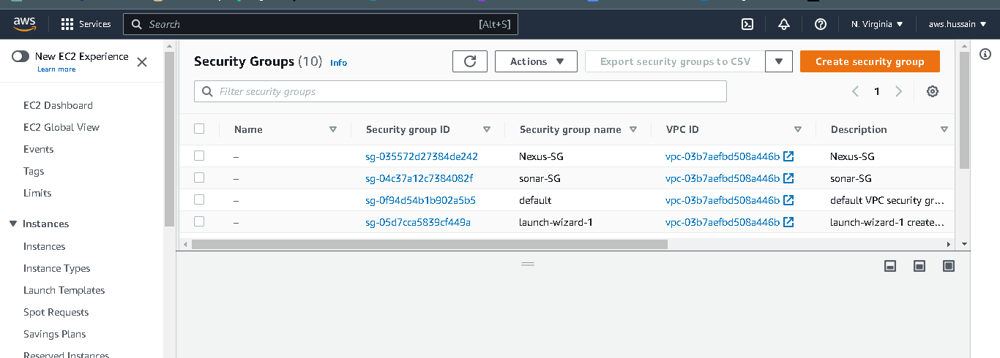 aws Services Search [Alt+S] N. Virginia aws.hussain
New EC2 Experience
Learn more
EC2 Dashboard
EC2 Global View
Events
Tags
Limits
Instances
Instances
Instance Types
Launch Templates
Spot Requests
Savings Plans
Reserved Instances
Security Groups (10) Info Actions Export security groups to CSV Create security group
Filter security groups 1
Name Security group ID Security group name VPC ID Description
– sg-035572d27384de242 Nexus-SG vpc-03b7aefbd508a446b Nexus-SG
– sg-04c37a12c7384082f sonar-SG vpc-03b7aefbd508a446b sonar-SG
– sg-0f94d54b1b902a5b5 default vpc-03b7aefbd508a446b default VPC security gr...
– sg-05d7cca5839cf449a launch-wizard-1 vpc-03b7aefbd508a446b launch-wizard-1 create...